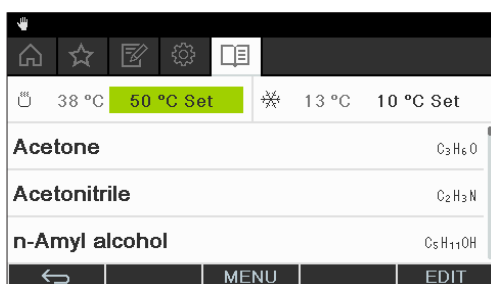 38 °C 50 °C Set 13 °C 10 °C Set
Acetone C₃H₆O
Acetonitrile C₂H₃N
n-Amyl alcohol C₅H₁₁OH
MENU EDIT